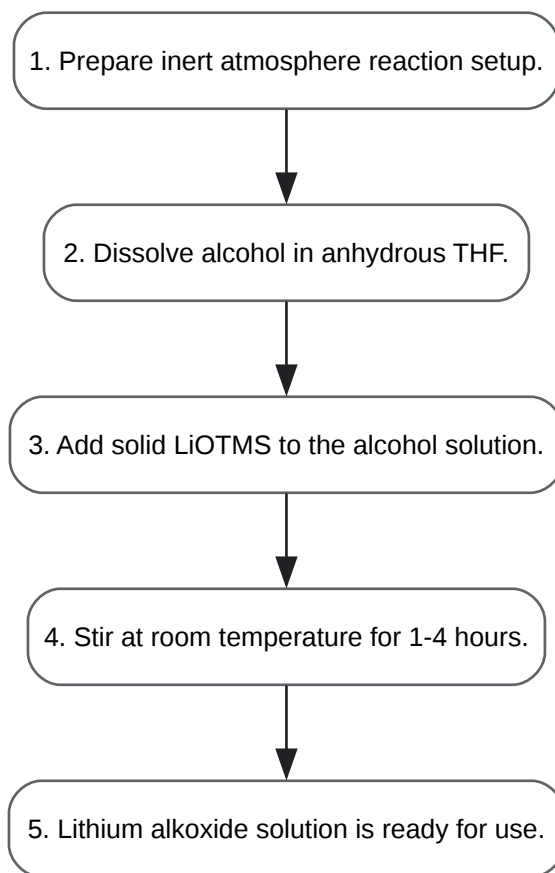 1. Prepare inert atmosphere reaction setup.
2. Dissolve alcohol in anhydrous THF.
3. Add solid LiOTMS to the alcohol solution.
4. Stir at room temperature for 1-4 hours.
5. Lithium alkoxide solution is ready for use.